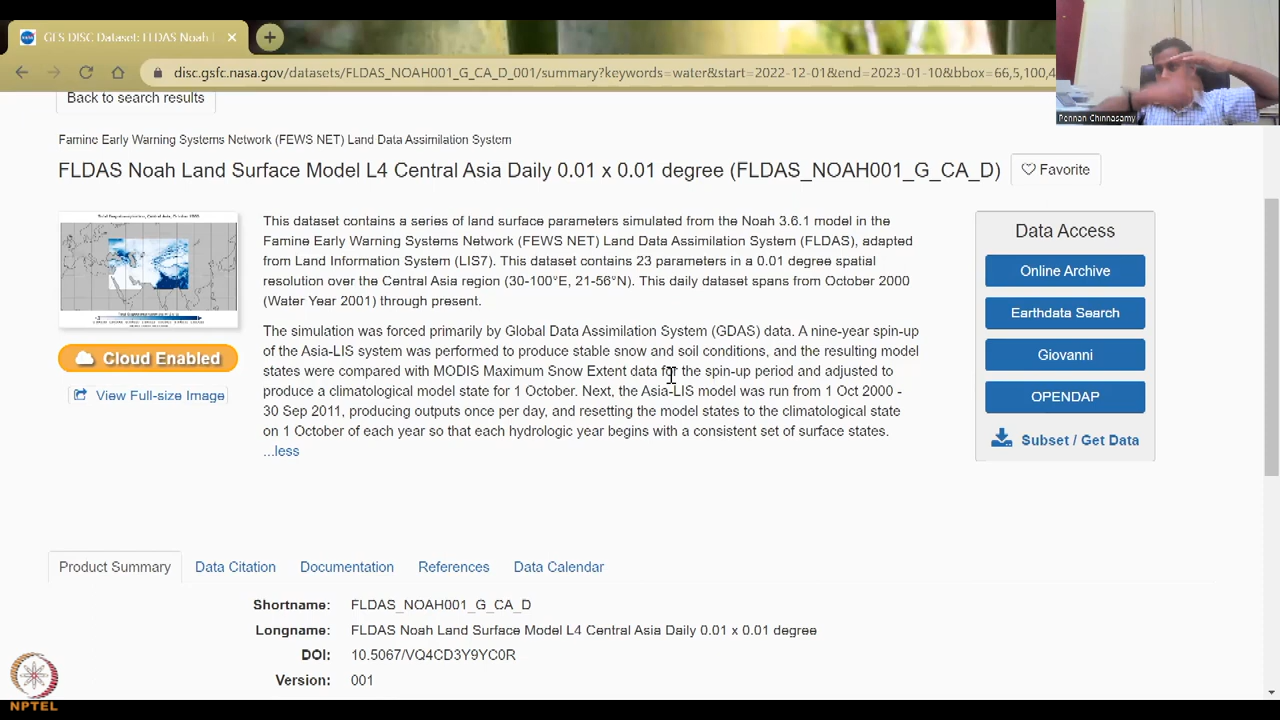 GES DISC Dataset: FLDAS Noah
disc.gsfc.nasa.gov/datasets/FLDAS_NOAH001_G_CA_D_001/summary?keywords=water&start=2022-12-01&end=2023-01-10&bbox=66,5,100,4
Pennan Chinnasamy
Back to search results
Famine Early Warning Systems Network (FEWS NET) Land Data Assimilation System
FLDAS Noah Land Surface Model L4 Central Asia Daily 0.01 x 0.01 degree (FLDAS_NOAH001_G_CA_D)
Favorite
This dataset contains a series of land surface parameters simulated from the Noah 3.6.1 model in the
Famine Early Warning Systems Network (FEWS NET) Land Data Assimilation System (FLDAS), adapted
from Land Information System (LIS7). This dataset contains 23 parameters in a 0.01 degree spatial
resolution over the Central Asia region (30-100°E, 21-56°N). This daily dataset spans from October 2000
(Water Year 2001) through present.
The simulation was forced primarily by Global Data Assimilation System (GDAS) data. A nine-year spin-up
of the Asia-LIS system was performed to produce stable snow and soil conditions, and the resulting model
states were compared with MODIS Maximum Snow Extent data for the spin-up period and adjusted to
produce a climatological model state for 1 October. Next, the Asia-LIS model was run from 1 Oct 2000 -
30 Sep 2011, producing outputs once per day, and resetting the model states to the climatological state
on 1 October of each year so that each hydrologic year begins with a consistent set of surface states.
...less
Cloud Enabled
View Full-size Image
Data Access
Online Archive
Earthdata Search
Giovanni
OPENDAP
Subset / Get Data
Product Summary
Data Citation
Documentation
References
Data Calendar
Shortname: FLDAS_NOAH001_G_CA_D
Longname: FLDAS Noah Land Surface Model L4 Central Asia Daily 0.01 x 0.01 degree
DOI: 10.5067/VQ4CD3Y9YC0R
Version: 001
NPTEL